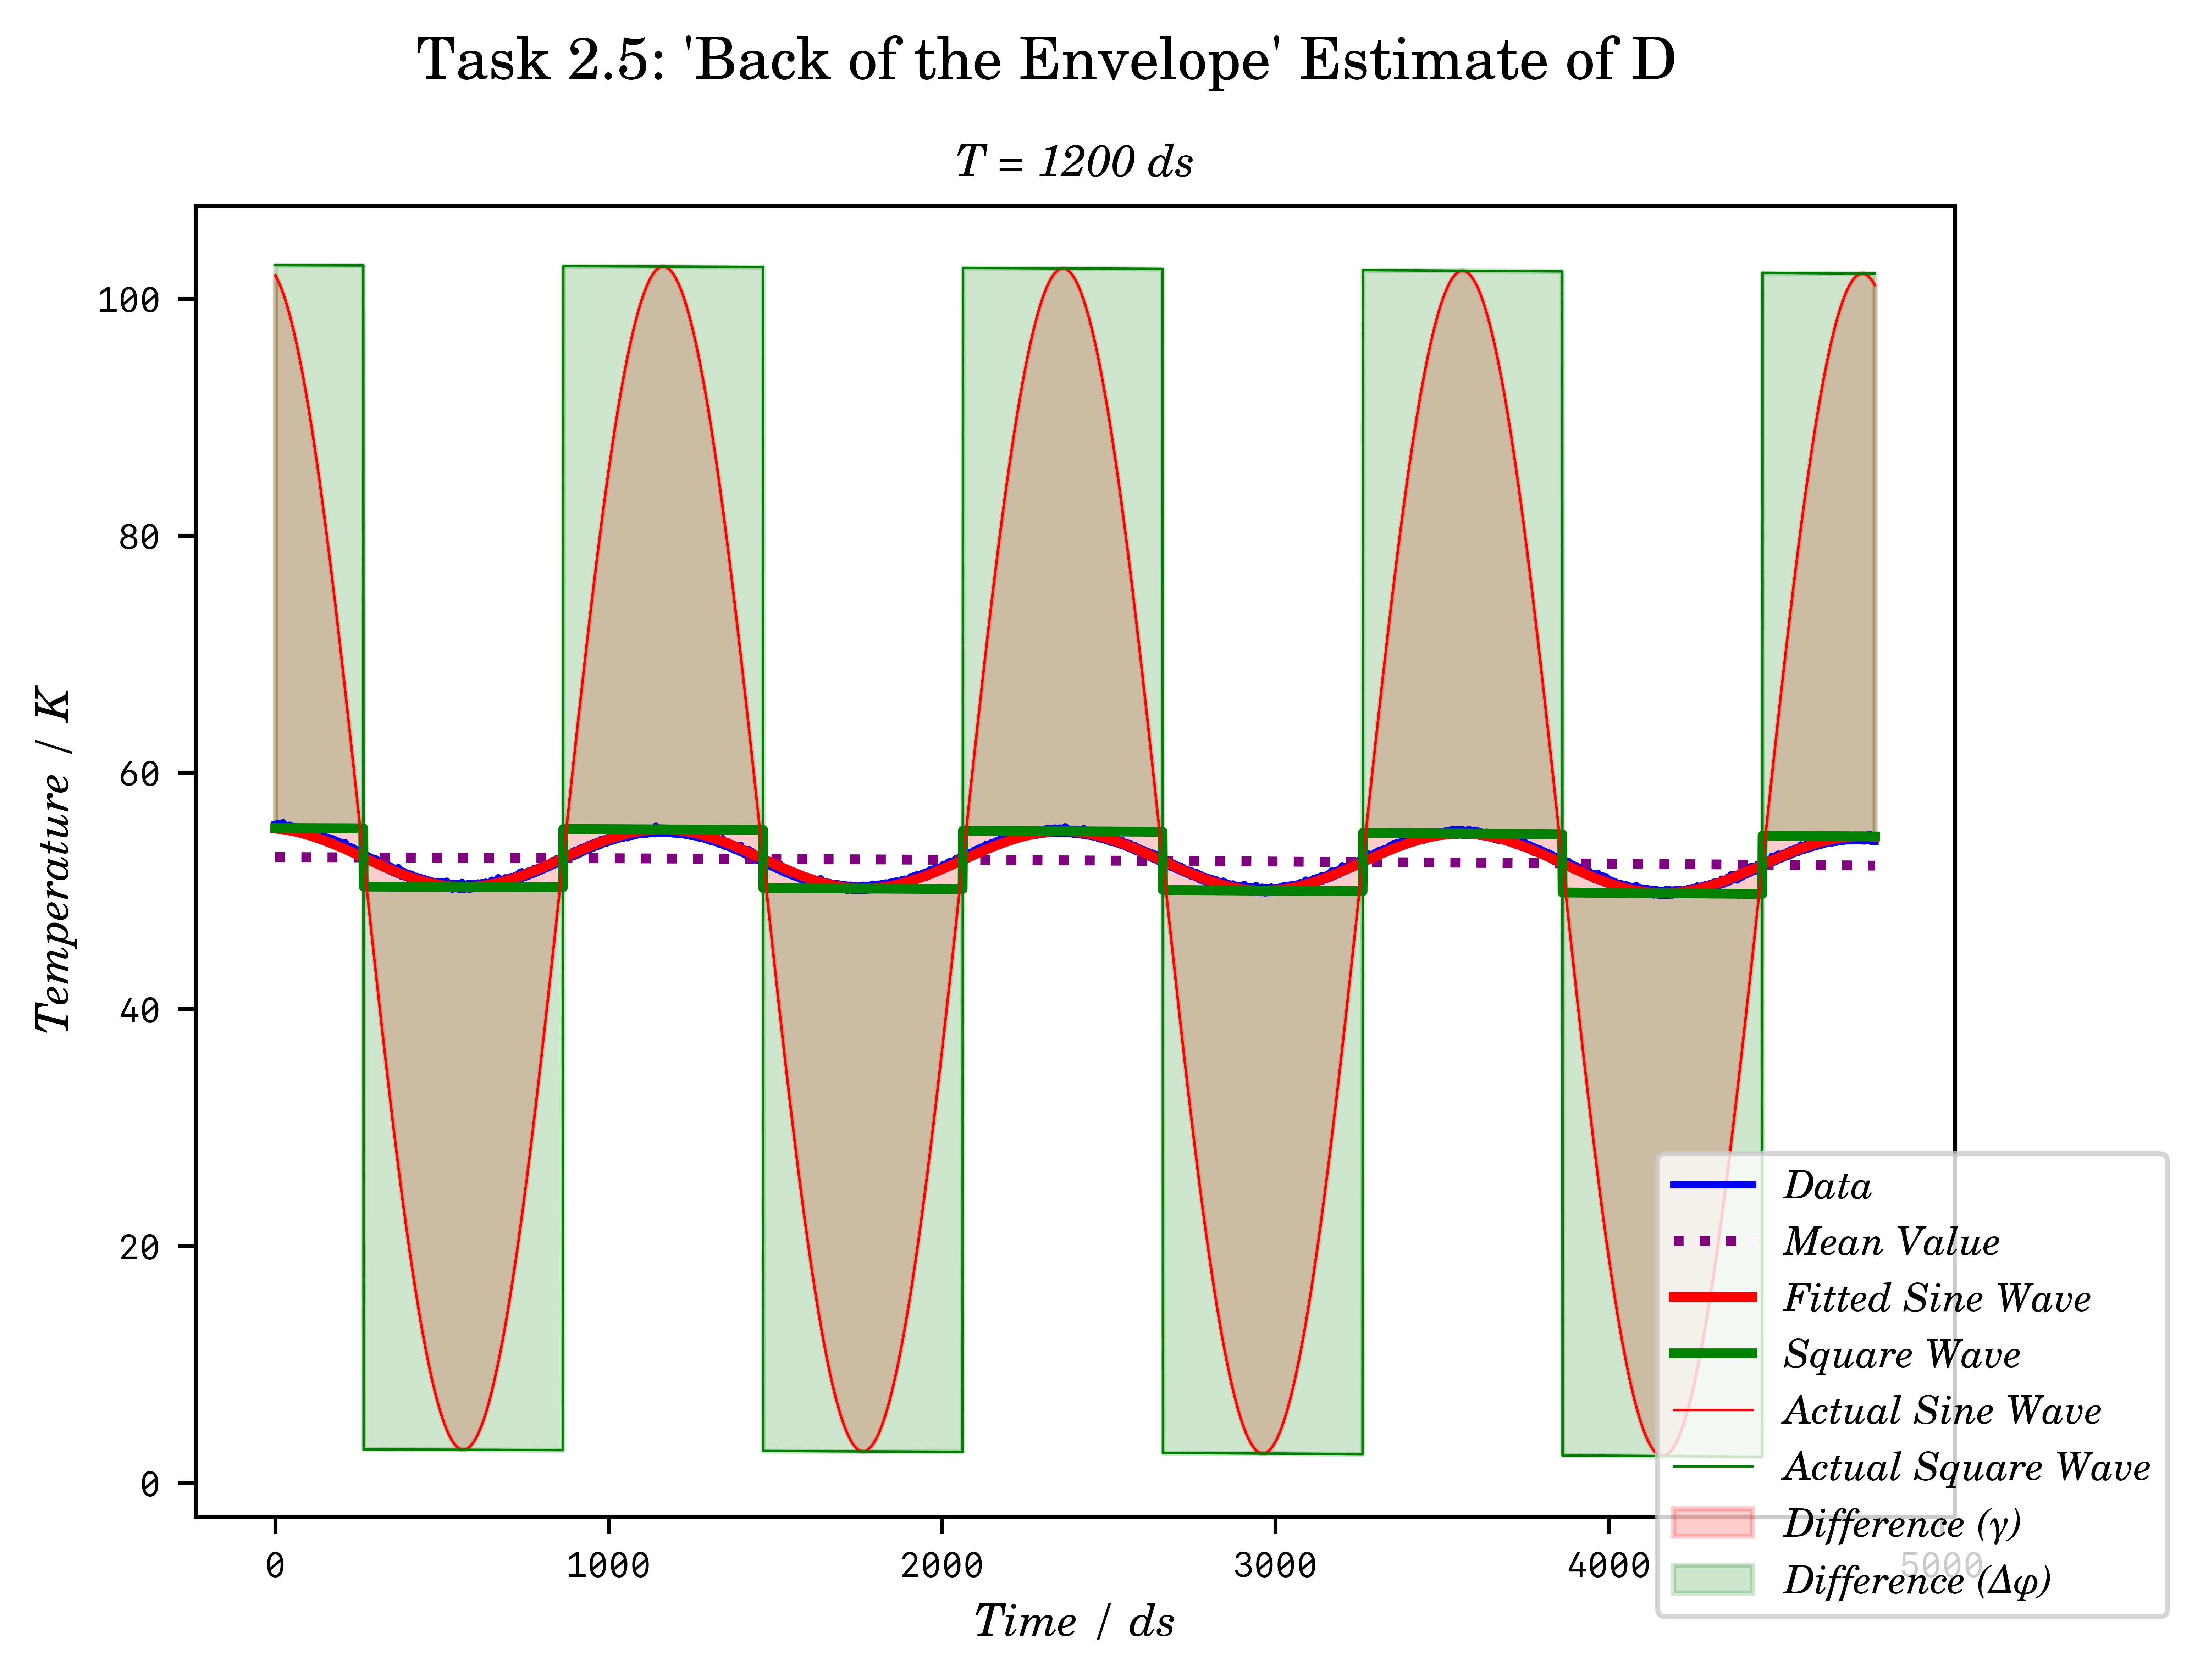 Task 2.5: 'Back of the Envelope' Estimate of D
T = 1200 ds
100
80
60
40
20
0
Temperature / K
0 1000 2000 3000 4000 5000
Time / ds
Data
Mean Value
Fitted Sine Wave
Square Wave
Actual Sine Wave
Actual Square Wave
Difference (γ)
Difference (Δφ)